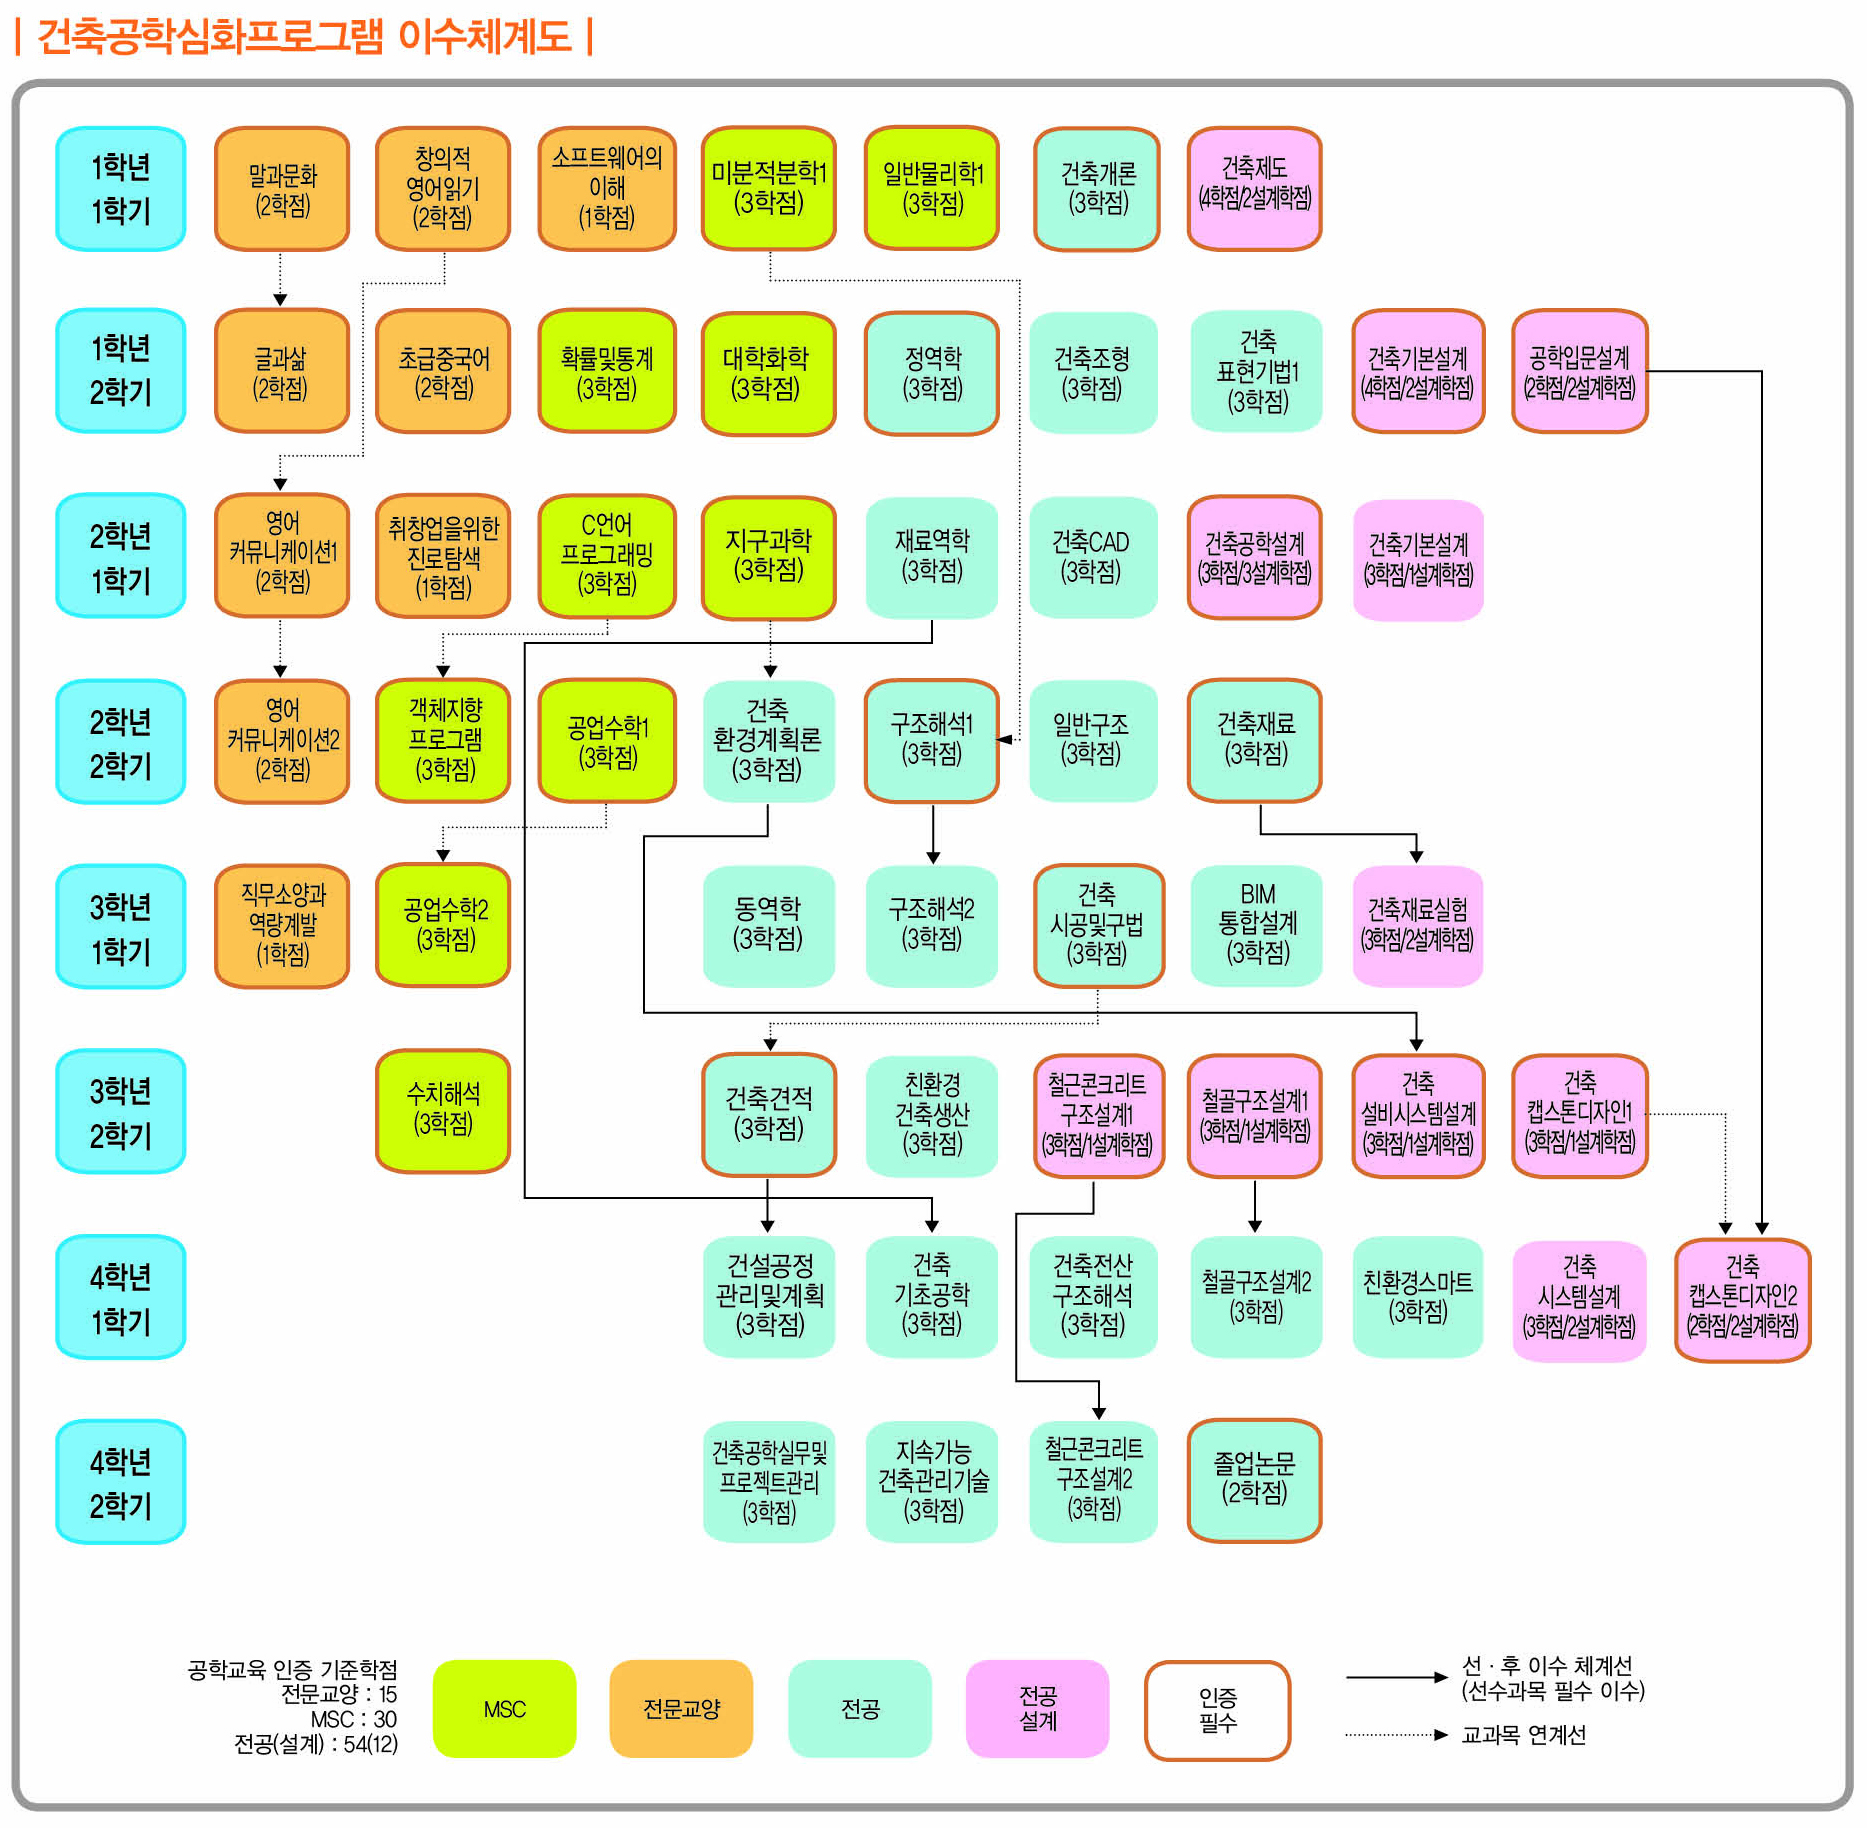 | 건축공학심화프로그램 이수체계도 |
1학년
1학기
말과문화
(2학점)
창의적
영어읽기
(2학점)
소프트웨어의
이해
(1학점)
미분적분학1
(3학점)
일반물리학1
(3학점)
건축개론
(3학점)
건축제도
(4학점/2설계학점)
1학년
2학기
글과삶
(2학점)
초급중국어
(2학점)
확률및통계
(3학점)
대학화학
(3학점)
정역학
(3학점)
건축조형
(3학점)
건축
표현기법1
(3학점)
건축기본설계
(4학점/2설계학점)
공학입문설계
(2학점/2설계학점)
2학년
1학기
영어
커뮤니케이션1
(2학점)
취창업을위한
진로탐색
(1학점)
C언어
프로그래밍
(3학점)
지구과학
(3학점)
재료역학
(3학점)
건축CAD
(3학점)
건축공학설계
(3학점/3설계학점)
건축기본설계
(3학점/1설계학점)
2학년
2학기
영어
커뮤니케이션2
(2학점)
객체지향
프로그램
(3학점)
공업수학1
(3학점)
건축
환경계획론
(3학점)
구조해석1
(3학점)
일반구조
(3학점)
건축재료
(3학점)
3학년
1학기
직무소양과
역량계발
(1학점)
공업수학2
(3학점)
동역학
(3학점)
구조해석2
(3학점)
건축
시공및구법
(3학점)
BIM
통합설계
(3학점)
건축재료실험
(3학점/2설계학점)
3학년
2학기
수치해석
(3학점)
건축견적
(3학점)
친환경
건축생산
(3학점)
철근콘크리트
구조설계1
(3학점/1설계학점)
철골구조설계1
(3학점/1설계학점)
건축
설비시스템설계
(3학점/1설계학점)
건축
캡스톤디자인1
(3학점/1설계학점)
4학년
1학기
건설공정
관리및계획
(3학점)
건축
기초공학
(3학점)
건축전산
구조해석
(3학점)
철골구조설계2
(3학점)
친환경스마트
(3학점)
건축
시스템설계
(3학점/2설계학점)
건축
캡스톤디자인2
(2학점/2설계학점)
4학년
2학기
건축공학실무및
프로젝트관리
(3학점)
지속가능
건축관리기술
(3학점)
철근콘크리트
구조설계2
(3학점)
졸업논문
(2학점)
공학교육 인증 기준학점
전문교양 : 15
MSC : 30
전공(설계) : 54(12)
MSC
전문교양
전공
전공
설계
인증
필수
선 · 후 이수 체계선
(선수과목 필수 이수)
교과목 연계선